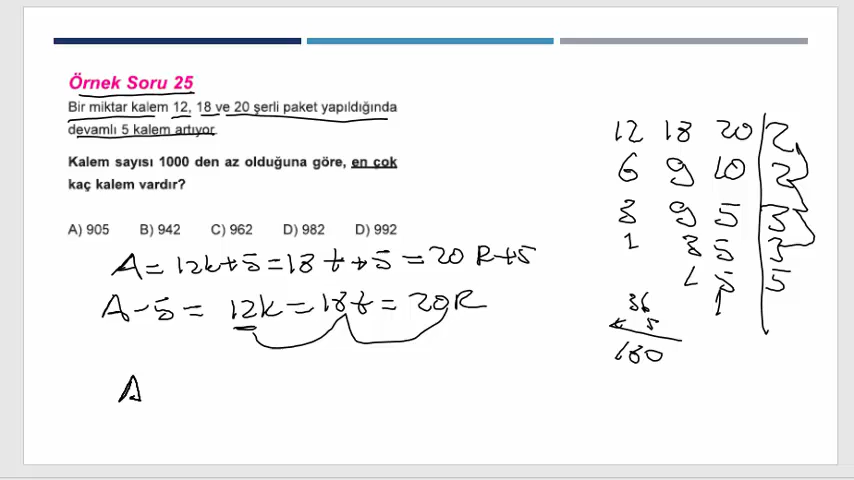 Örnek Soru 25
Bir miktar kalem 12, 18 ve 20 şerli paket yapıldığında
devamlı 5 kalem artıyor.
Kalem sayısı 1000 den az olduğuna göre, en çok
kaç kalem vardır?
A) 905 B) 942 C) 962 D) 982 D) 992
A = 12k+5 = 18t+5 = 20R+5
A-5 = 12k = 18t = 20R
A
12 18 20 2
6 9 10 2
3 9 5 3
1 3 5 3
1 5 5
1
36
x 5
180